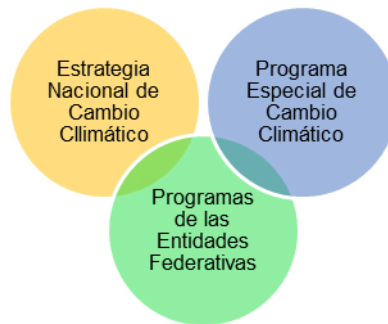 Estrategia
Nacional de
Cambio
Cllimático
Programa
Especial de
Cambio
Climático
Programas
de las
Entidades
Federativas